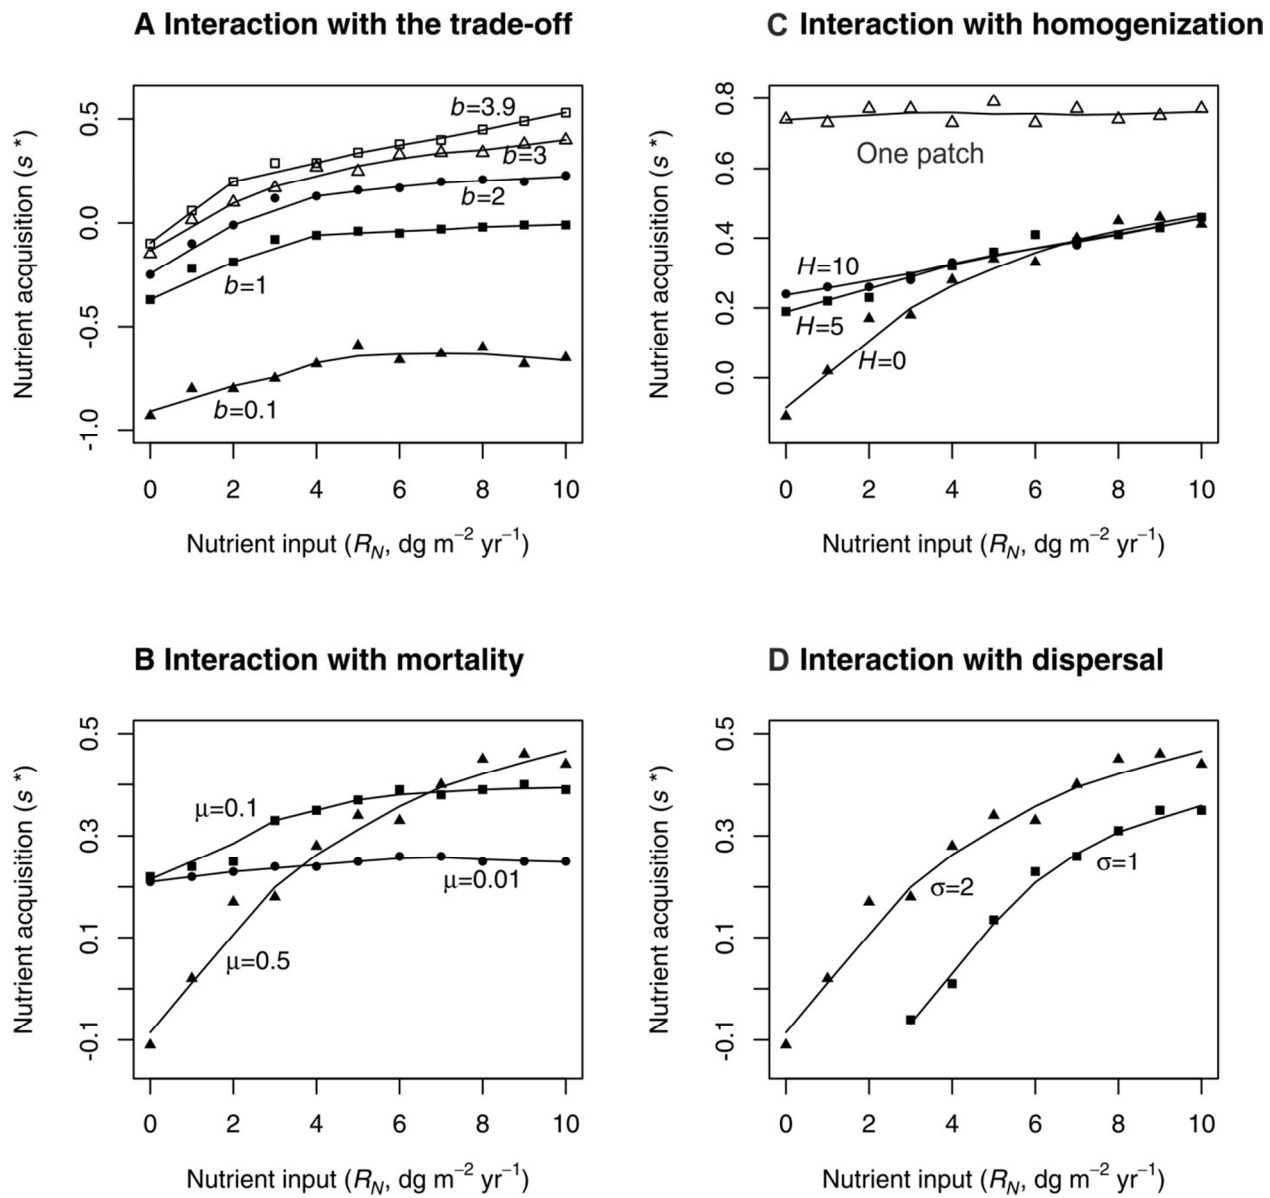 A Interaction with the trade-off
Nutrient acquisition (s*)
0.5
0.0
-0.5
-1.0
b=3.9
b=3
b=2
b=1
b=0.1
0 2 4 6 8 10
Nutrient input (R_N, dg m⁻² yr⁻¹)
C Interaction with homogenization
Nutrient acquisition (s*)
0.8
0.6
0.4
0.2
0.0
One patch
H=10
H=5
H=0
0 2 4 6 8 10
Nutrient input (R_N, dg m⁻² yr⁻¹)
B Interaction with mortality
Nutrient acquisition (s*)
0.5
0.3
0.1
-0.1
μ=0.1
μ=0.01
μ=0.5
0 2 4 6 8 10
Nutrient input (R_N, dg m⁻² yr⁻¹)
D Interaction with dispersal
Nutrient acquisition (s*)
0.5
0.3
0.1
-0.1
σ=2
σ=1
0 2 4 6 8 10
Nutrient input (R_N, dg m⁻² yr⁻¹)